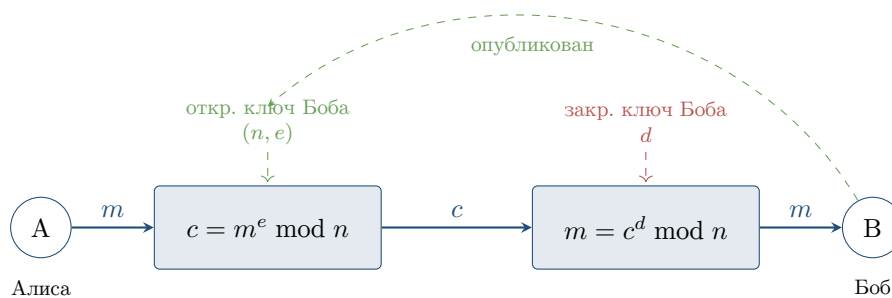 опубликован
откр. ключ Боба
(n, e)
закр. ключ Боба
d
A
m
c = m^e mod n
c
m = c^d mod n
m
B
Алиса
Боб